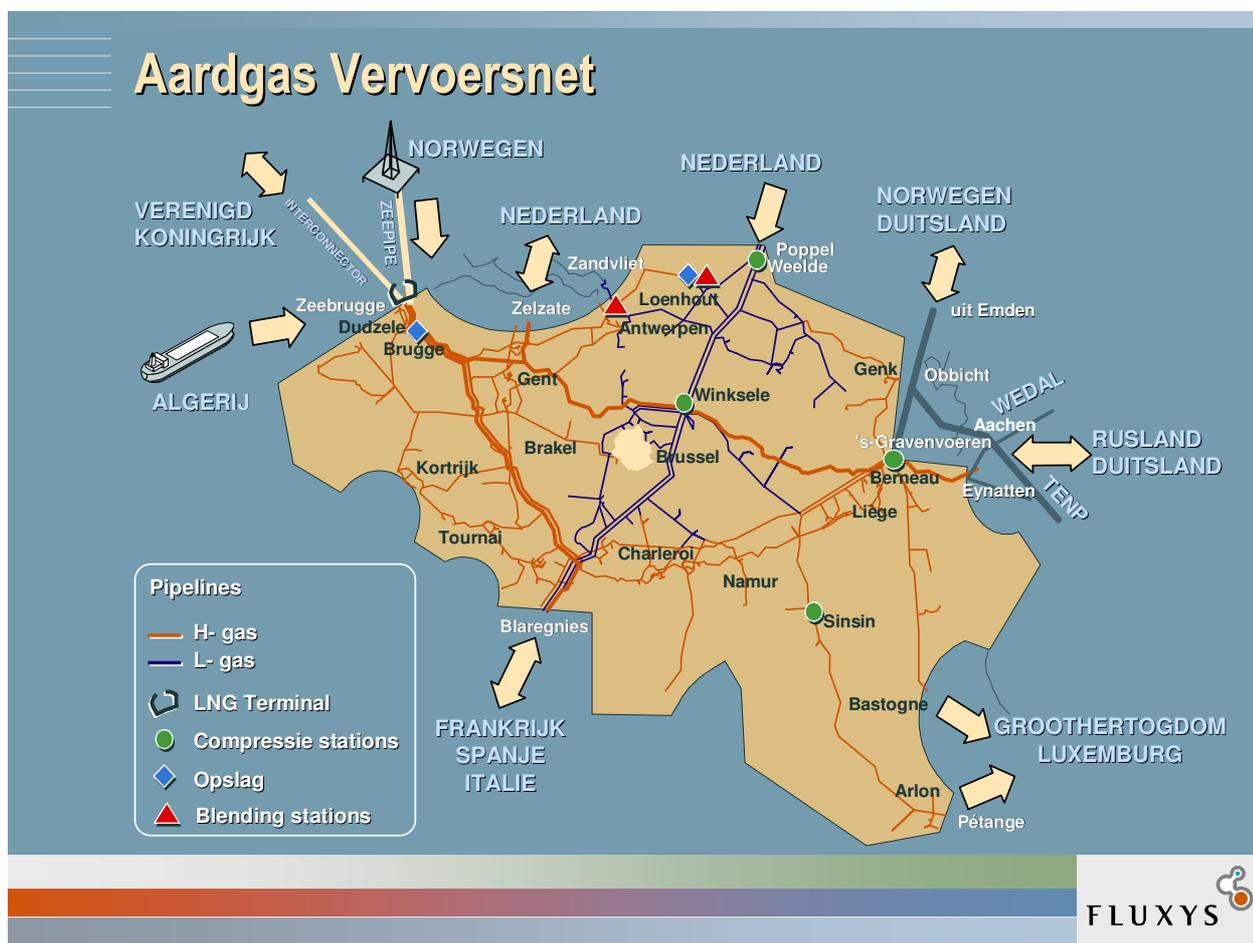 Aardgas Vervoersnet
NORWEGEN
NEDERLAND
NORWEGEN
DUITSLAND
VERENIGD
KONINGRIJK
INTERCONNECTOR
ZEEPIPE
NEDERLAND
Zandvliet
Poppel
Weelde
Loenhout
Zeebrugge
Zelzate
uit Emden
Dudzele
Antwerpen
Brugge
ALGERIJ
Gent
Genk
Obbicht
WEDAL
Winksele
Aachen
's-Gravenvoeren
RUSLAND
DUITSLAND
Brakel
Brussel
Kortrijk
Berneau
Eynatten
TENP
Liège
Tournai
Charleroi
Namur
Sinsin
Blaregnies
Bastogne
FRANKRIJK
SPANJE
ITALIE
GROOTHERTOGDOM
LUXEMBURG
Arlon
Pétange
Pipelines
H- gas
L- gas
LNG Terminal
Compressie stations
Opslag
Blending stations
FLUXYS